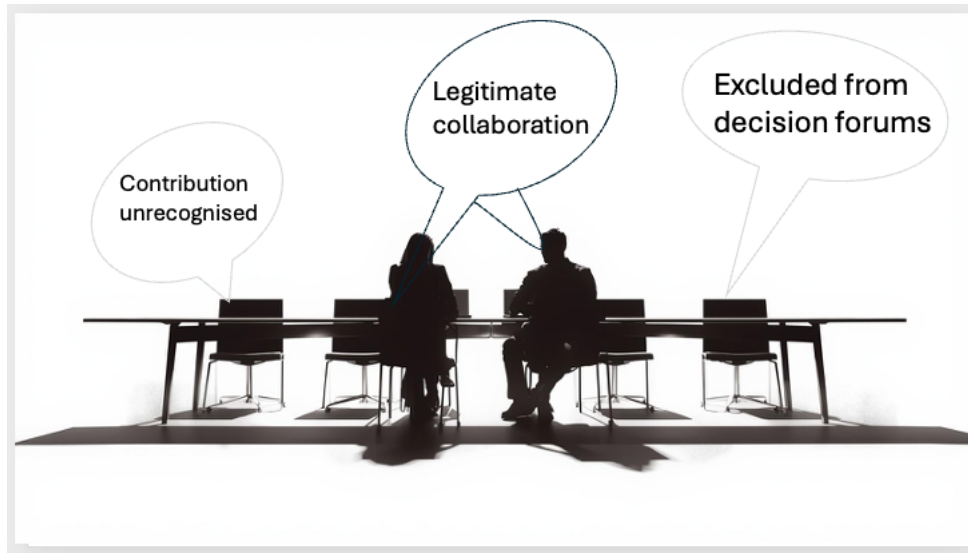 Contribution
unrecognised
Legitimate
collaboration
Excluded from
decision forums